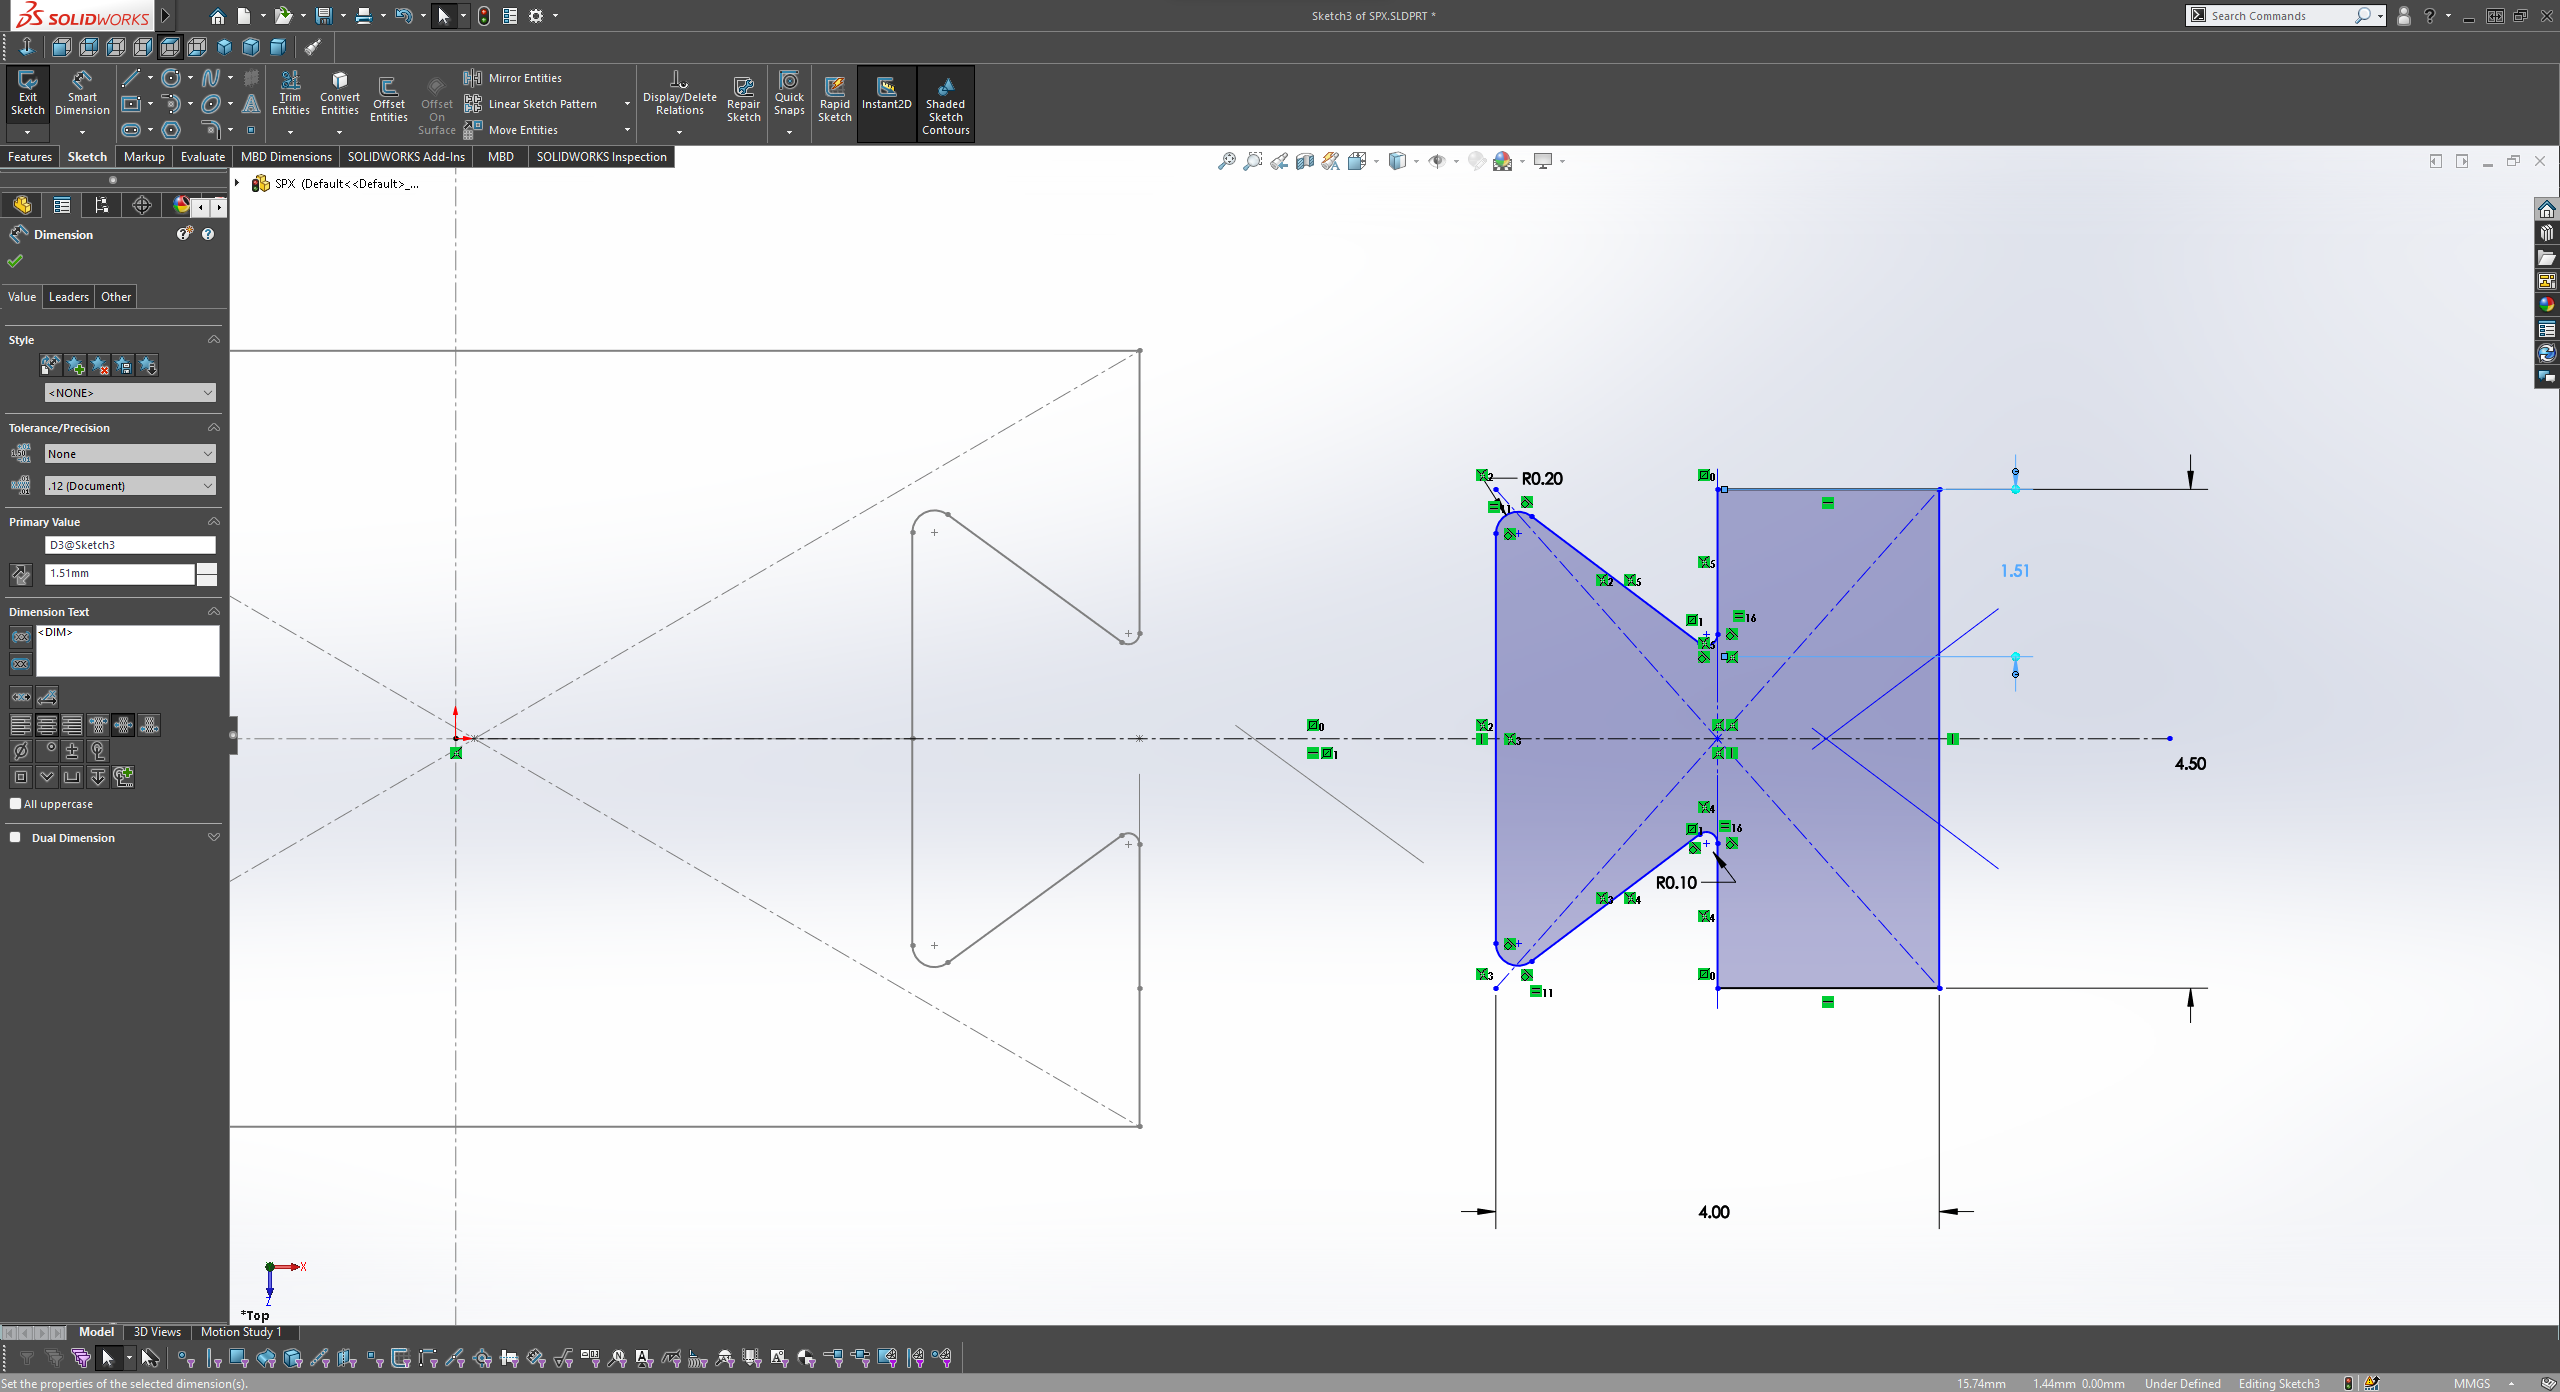 SOLIDWORKS
Sketch3 of SPX.SLDPRT *
Search Commands
Exit Sketch
Smart Dimension
Trim Entities
Convert Entities
Offset Entities
Offset On Surface
Mirror Entities
Linear Sketch Pattern
Move Entities
Display/Delete Relations
Repair Sketch
Quick Snaps
Rapid Sketch
Instant2D
Shaded Sketch Contours
Features
Sketch
Markup
Evaluate
MBD Dimensions
SOLIDWORKS Add-Ins
MBD
SOLIDWORKS Inspection
SPX (Default<<Default>_...
Dimension
Value
Leaders
Other
Style
<NONE>
Tolerance/Precision
None
.12 (Document)
Primary Value
D3@Sketch3
1.51mm
Dimension Text
<DIM>
All uppercase
Dual Dimension
R0.20
1.51
4.50
R0.10
4.00
X
Z
*Top
Model
3D Views
Motion Study 1
Set the properties of the selected dimension(s).
15.74mm
1.44mm
0.00mm
Under Defined
Editing Sketch3
MMGS